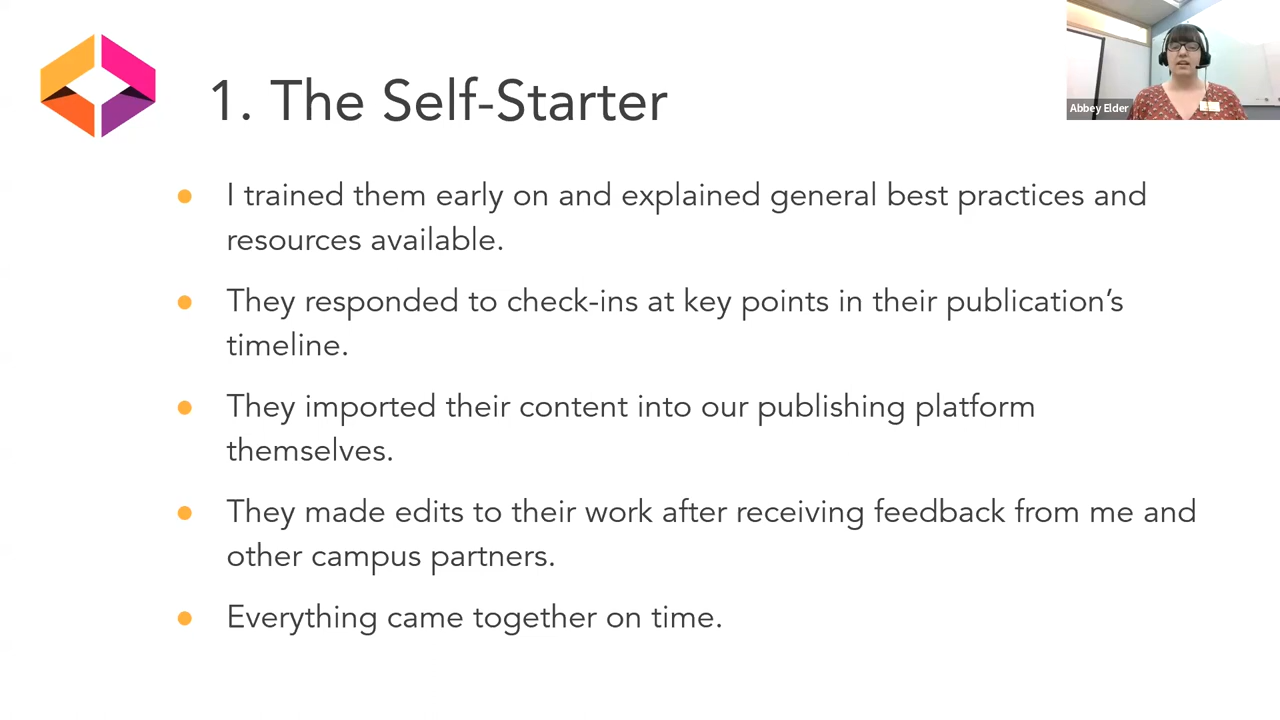 1. The Self-Starter
Abbey Elder
I trained them early on and explained general best practices and
resources available.
They responded to check-ins at key points in their publication’s
timeline.
They imported their content into our publishing platform
themselves.
They made edits to their work after receiving feedback from me and
other campus partners.
Everything came together on time.